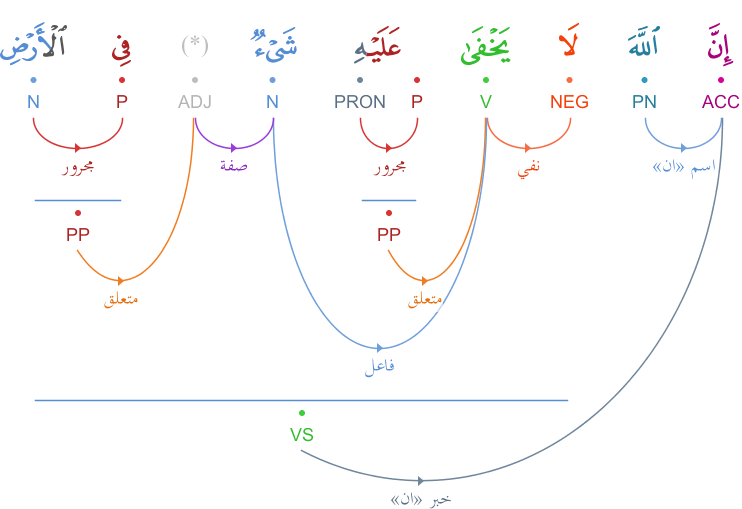 إِنَّ ٱللَّهَ لَا يَخْفَىٰ عَلَيْهِ شَىْءٌ (*) فِى ٱلْأَرْضِ
ACC PN NEG V P PRON N ADJ P N
اسم «ان» نفي مجرور صفة مجرور
PP PP
متعلق متعلق
فاعل
VS
خبر «ان»